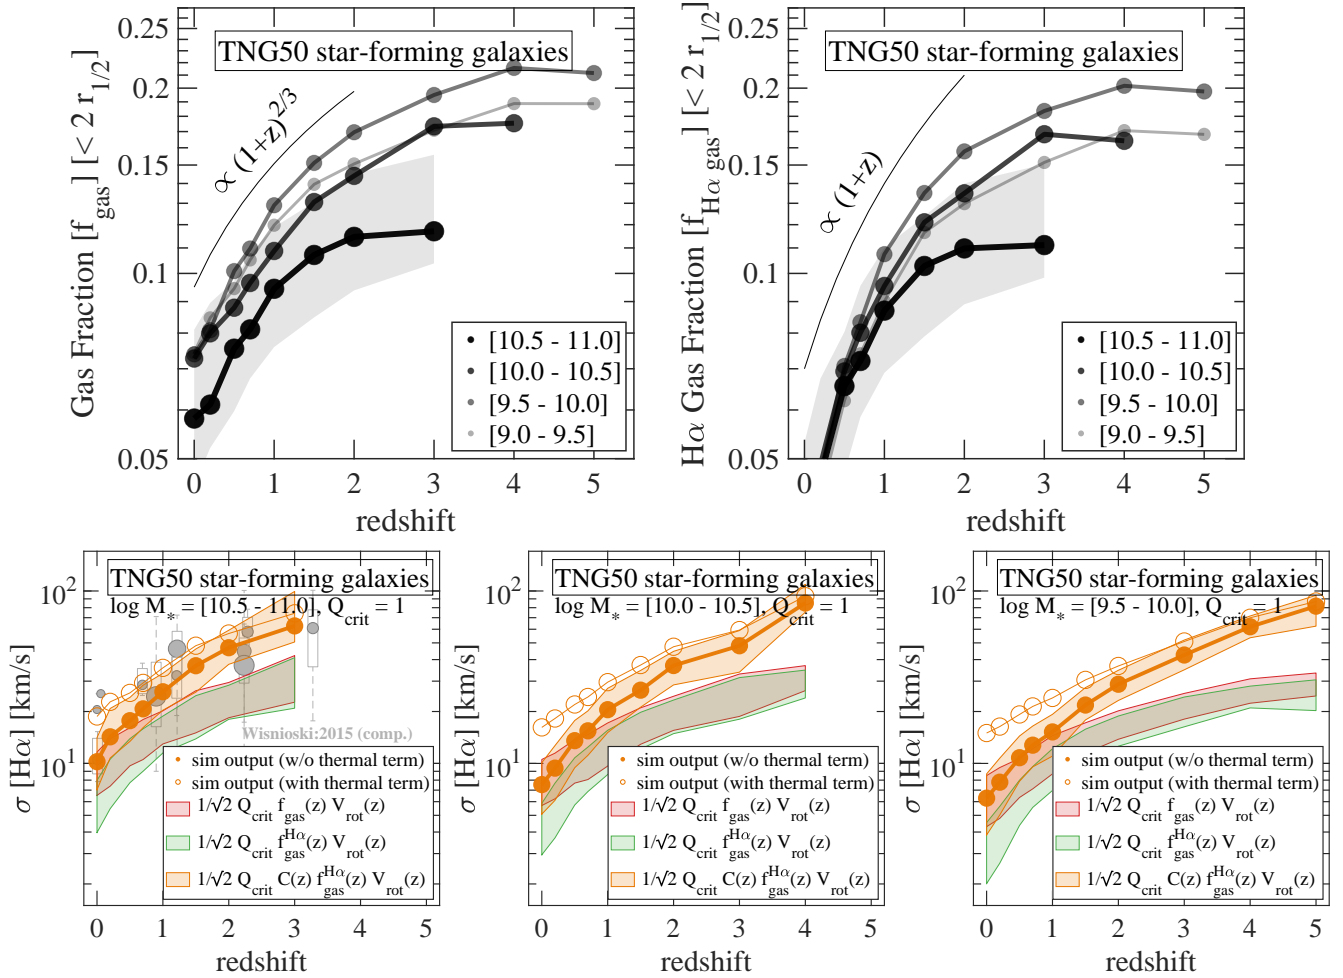 TNG50 star-forming galaxies
Gas Fraction [f_gas] [< 2 r_1/2]
0.25
0.2
0.15
0.1
0.05
∝ (1+z)^2/3
[10.5 - 11.0]
[10.0 - 10.5]
[9.5 - 10.0]
[9.0 - 9.5]
0 1 2 3 4 5
redshift
TNG50 star-forming galaxies
Hα Gas Fraction [f_Hα gas] [< 2 r_1/2]
0.25
0.2
0.15
0.1
0.05
∝ (1+z)
[10.5 - 11.0]
[10.0 - 10.5]
[9.5 - 10.0]
[9.0 - 9.5]
0 1 2 3 4 5
redshift
TNG50 star-forming galaxies
log M_* = [10.5 - 11.0], Q_crit = 1
σ [Hα] [km/s]
10^2
10^1
Wisnioski:2015 (comp.)
sim output (w/o thermal term)
sim output (with thermal term)
1/√2 Q_crit f_gas(z) V_rot(z)
1/√2 Q_crit f_gas^Hα(z) V_rot(z)
1/√2 Q_crit C(z) f_gas^Hα(z) V_rot(z)
0 1 2 3 4 5
redshift
TNG50 star-forming galaxies
log M_* = [10.0 - 10.5], Q_crit = 1
σ [Hα] [km/s]
10^2
10^1
sim output (w/o thermal term)
sim output (with thermal term)
1/√2 Q_crit f_gas(z) V_rot(z)
1/√2 Q_crit f_gas^Hα(z) V_rot(z)
1/√2 Q_crit C(z) f_gas^Hα(z) V_rot(z)
0 1 2 3 4 5
redshift
TNG50 star-forming galaxies
log M_* = [9.5 - 10.0], Q_crit = 1
σ [Hα] [km/s]
10^2
10^1
sim output (w/o thermal term)
sim output (with thermal term)
1/√2 Q_crit f_gas(z) V_rot(z)
1/√2 Q_crit f_gas^Hα(z) V_rot(z)
1/√2 Q_crit C(z) f_gas^Hα(z) V_rot(z)
0 1 2 3 4 5
redshift